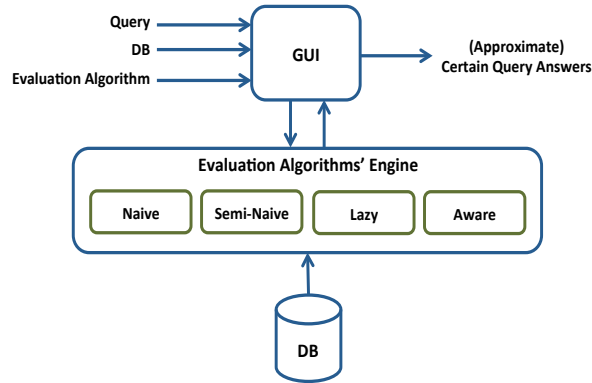 Query
DB
Evaluation Algorithm
GUI
(Approximate)
Certain Query Answers
Evaluation Algorithms' Engine
Naive
Semi-Naive
Lazy
Aware
DB